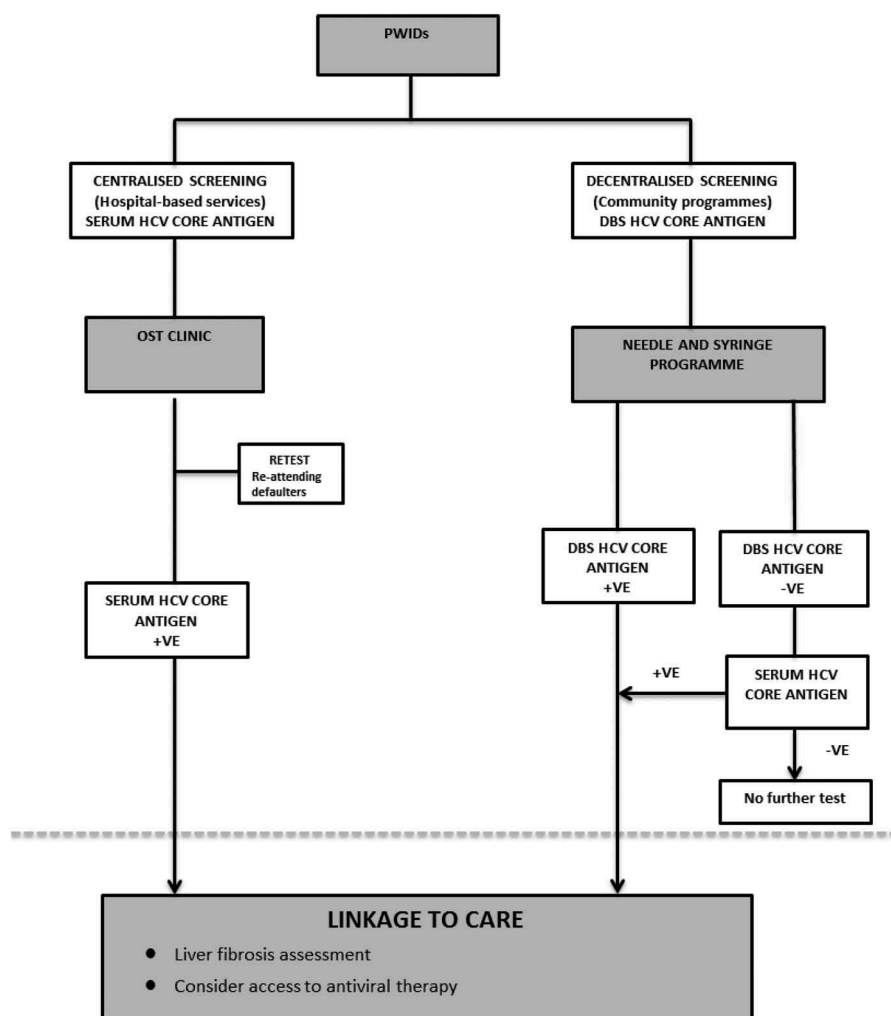 PWIDs
CENTRALISED SCREENING
(Hospital-based services)
SERUM HCV CORE ANTIGEN
DECENTRALISED SCREENING
(Community programmes)
DBS HCV CORE ANTIGEN
OST CLINIC
NEEDLE AND SYRINGE
PROGRAMME
RETEST
Re-attending
defaulters
DBS HCV CORE
ANTIGEN
+VE
DBS HCV CORE
ANTIGEN
-VE
SERUM HCV CORE
ANTIGEN
+VE
+VE
SERUM HCV
CORE ANTIGEN
-VE
No further test
LINKAGE TO CARE
● Liver fibrosis assessment
● Consider access to antiviral therapy